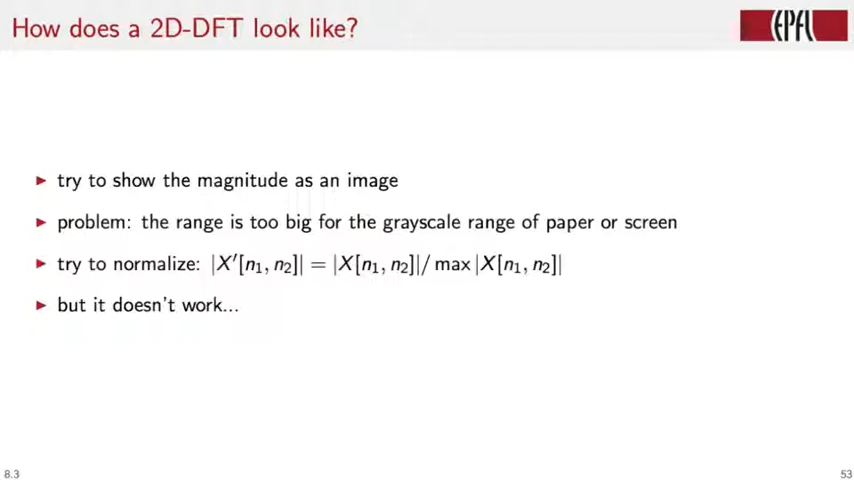 How does a 2D-DFT look like?
EPFL
▶ try to show the magnitude as an image
▶ problem: the range is too big for the grayscale range of paper or screen
▶ try to normalize: |X′[n₁, n₂]| = |X[n₁, n₂]|/ max |X[n₁, n₂]|
▶ but it doesn't work...
8.3
53